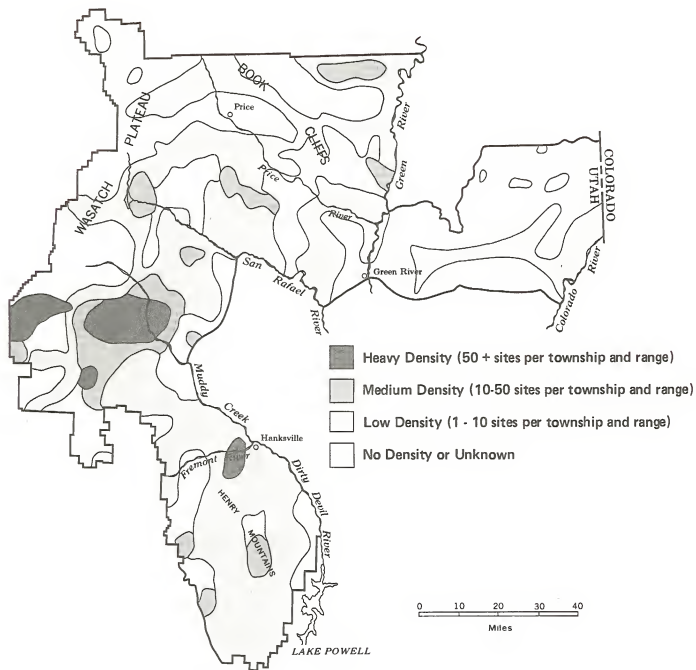 BOOK
CLIFFS
Price
PLATEAU
WASATCH
Price
River
Green
River
COLORADO
UTAH
Green River
San Rafael
River
Colorado River
Heavy Density (50 + sites per township and range)
Medium Density (10-50 sites per township and range)
Low Density (1 - 10 sites per township and range)
No Density or Unknown
Muddy
Creek
Hanksville
Fremont River
Dirty Devil
River
HENRY
MOUNTAINS
0 10 20 30 40
Miles
LAKE POWELL